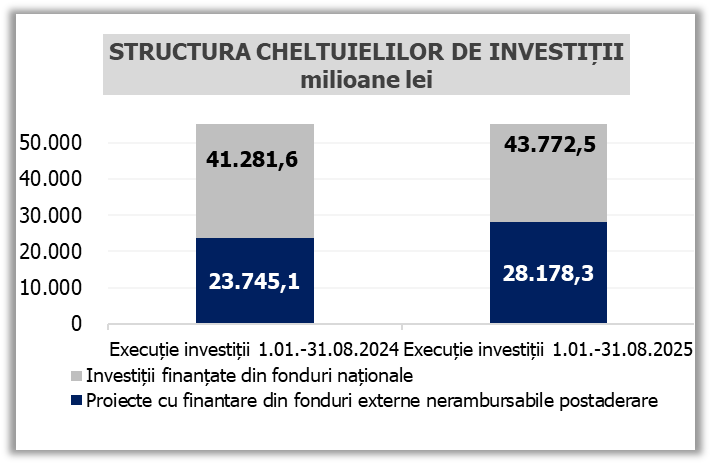 STRUCTURA CHELTUIELILOR DE INVESTIȚII
milioane lei
50.000
40.000
30.000
20.000
10.000
0
41.281,6
43.772,5
23.745,1
28.178,3
Execuție investiții 1.01.-31.08.2024
Execuție investiții 1.01.-31.08.2025
Investiții finanțate din fonduri naționale
Proiecte cu finantare din fonduri externe nerambursabile postaderare